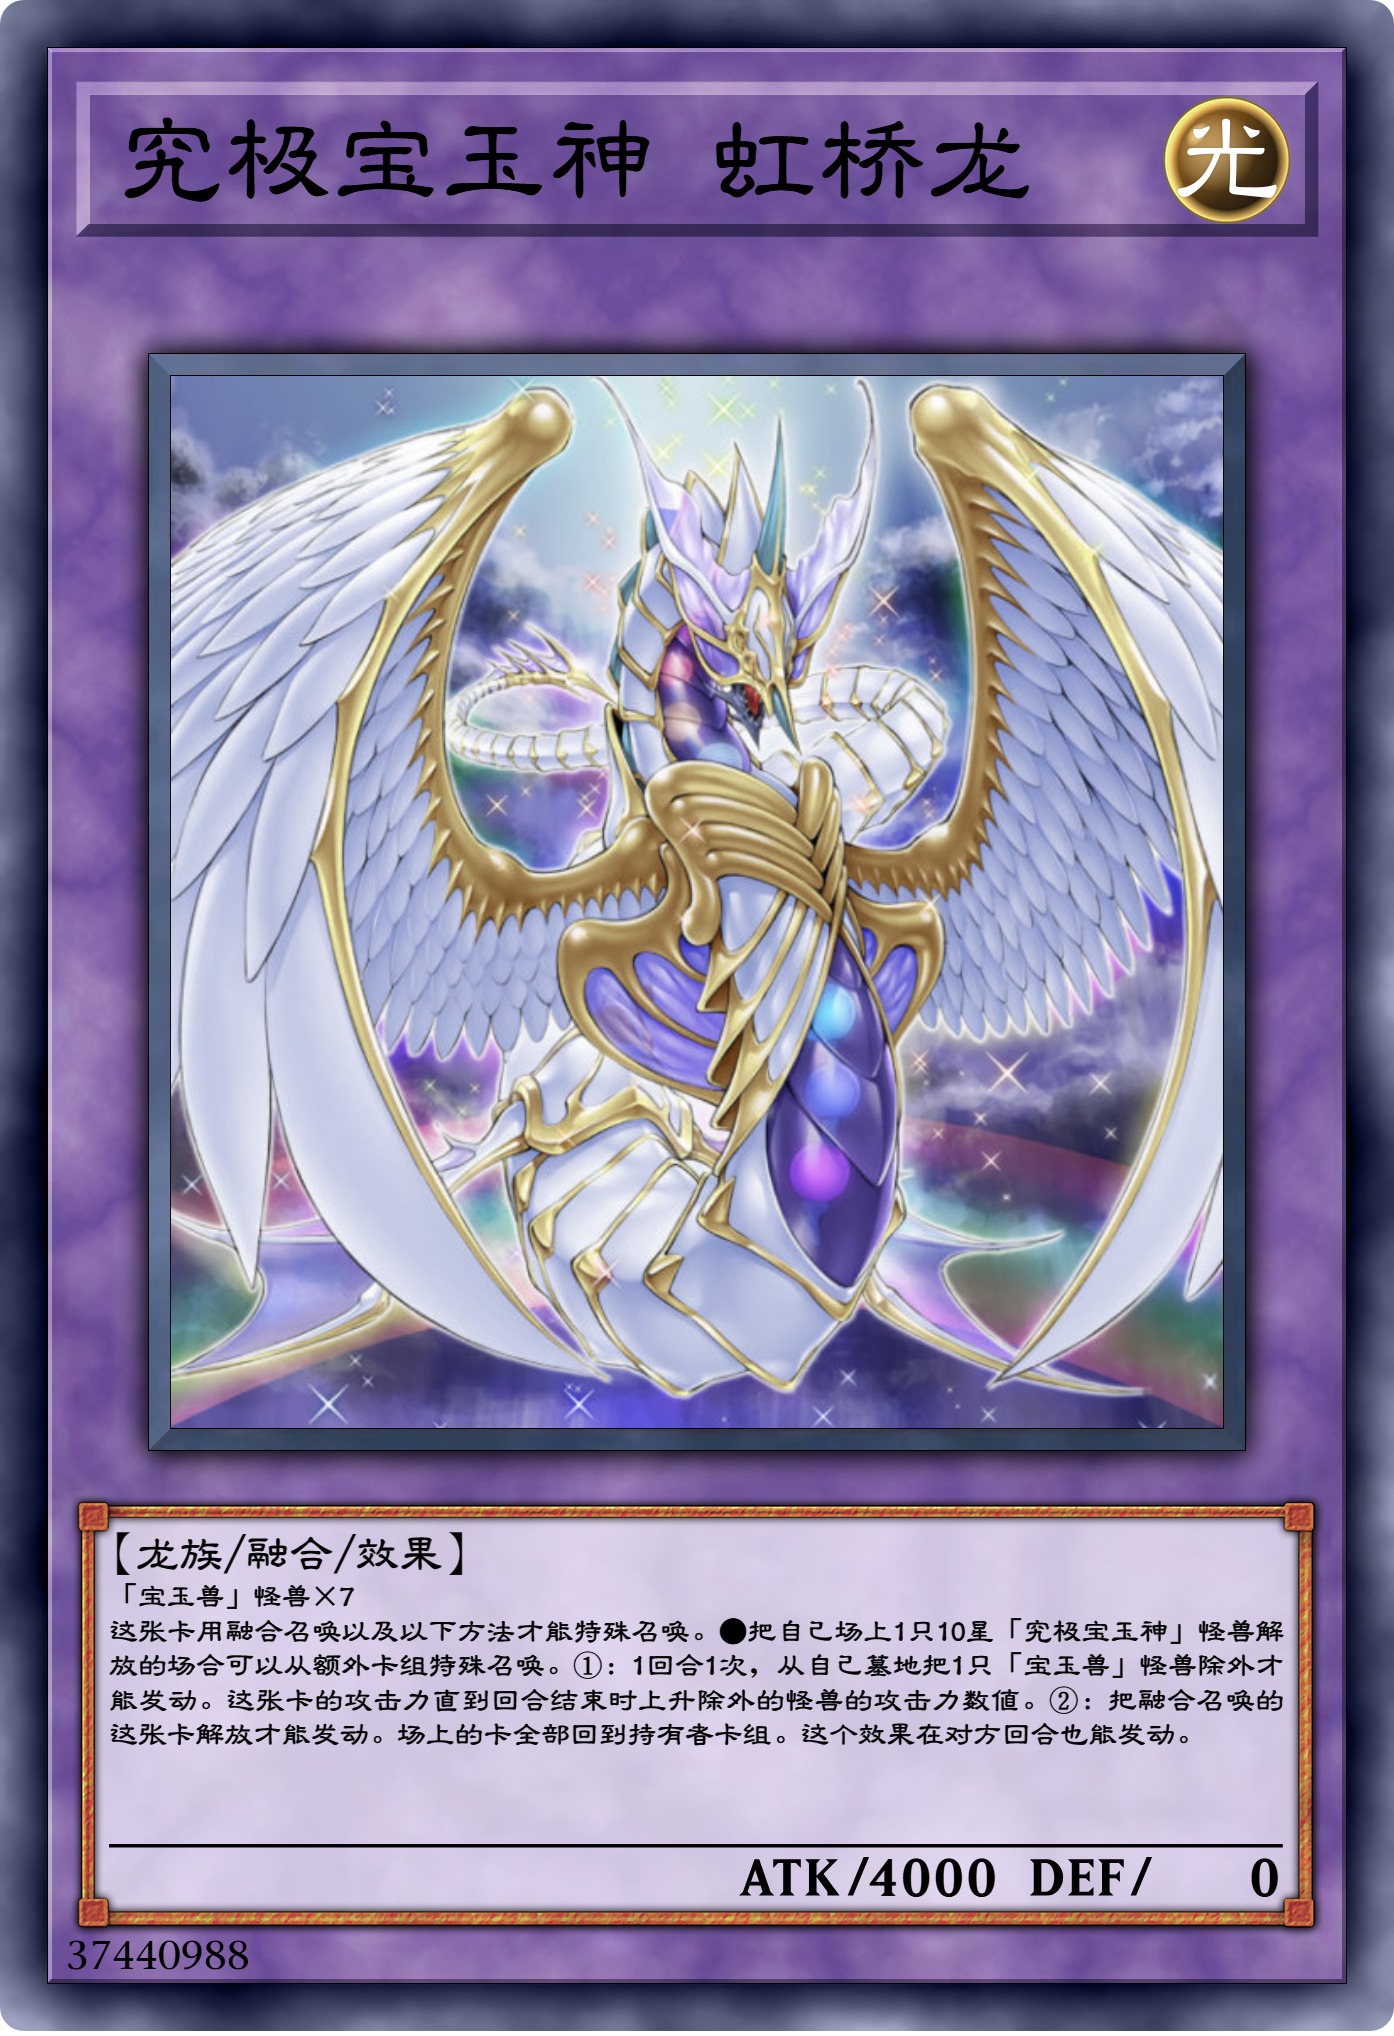 究极宝玉神 虹桥龙
光
【龙族/融合/效果】
「宝玉兽」怪兽×7
这张卡用融合召唤以及以下方法才能特殊召唤。●把自己场上1只10星「究极宝玉神」怪兽解
放的场合可以从额外卡组特殊召唤。①：1回合1次，从自己墓地把1只「宝玉兽」怪兽除外才
能发动。这张卡的攻击力直到回合结束时上升除外的怪兽的攻击力数值。②：把融合召唤的
这张卡解放才能发动。场上的卡全部回到持有者卡组。这个效果在对方回合也能发动。
ATK/4000 DEF/ 0
37440988